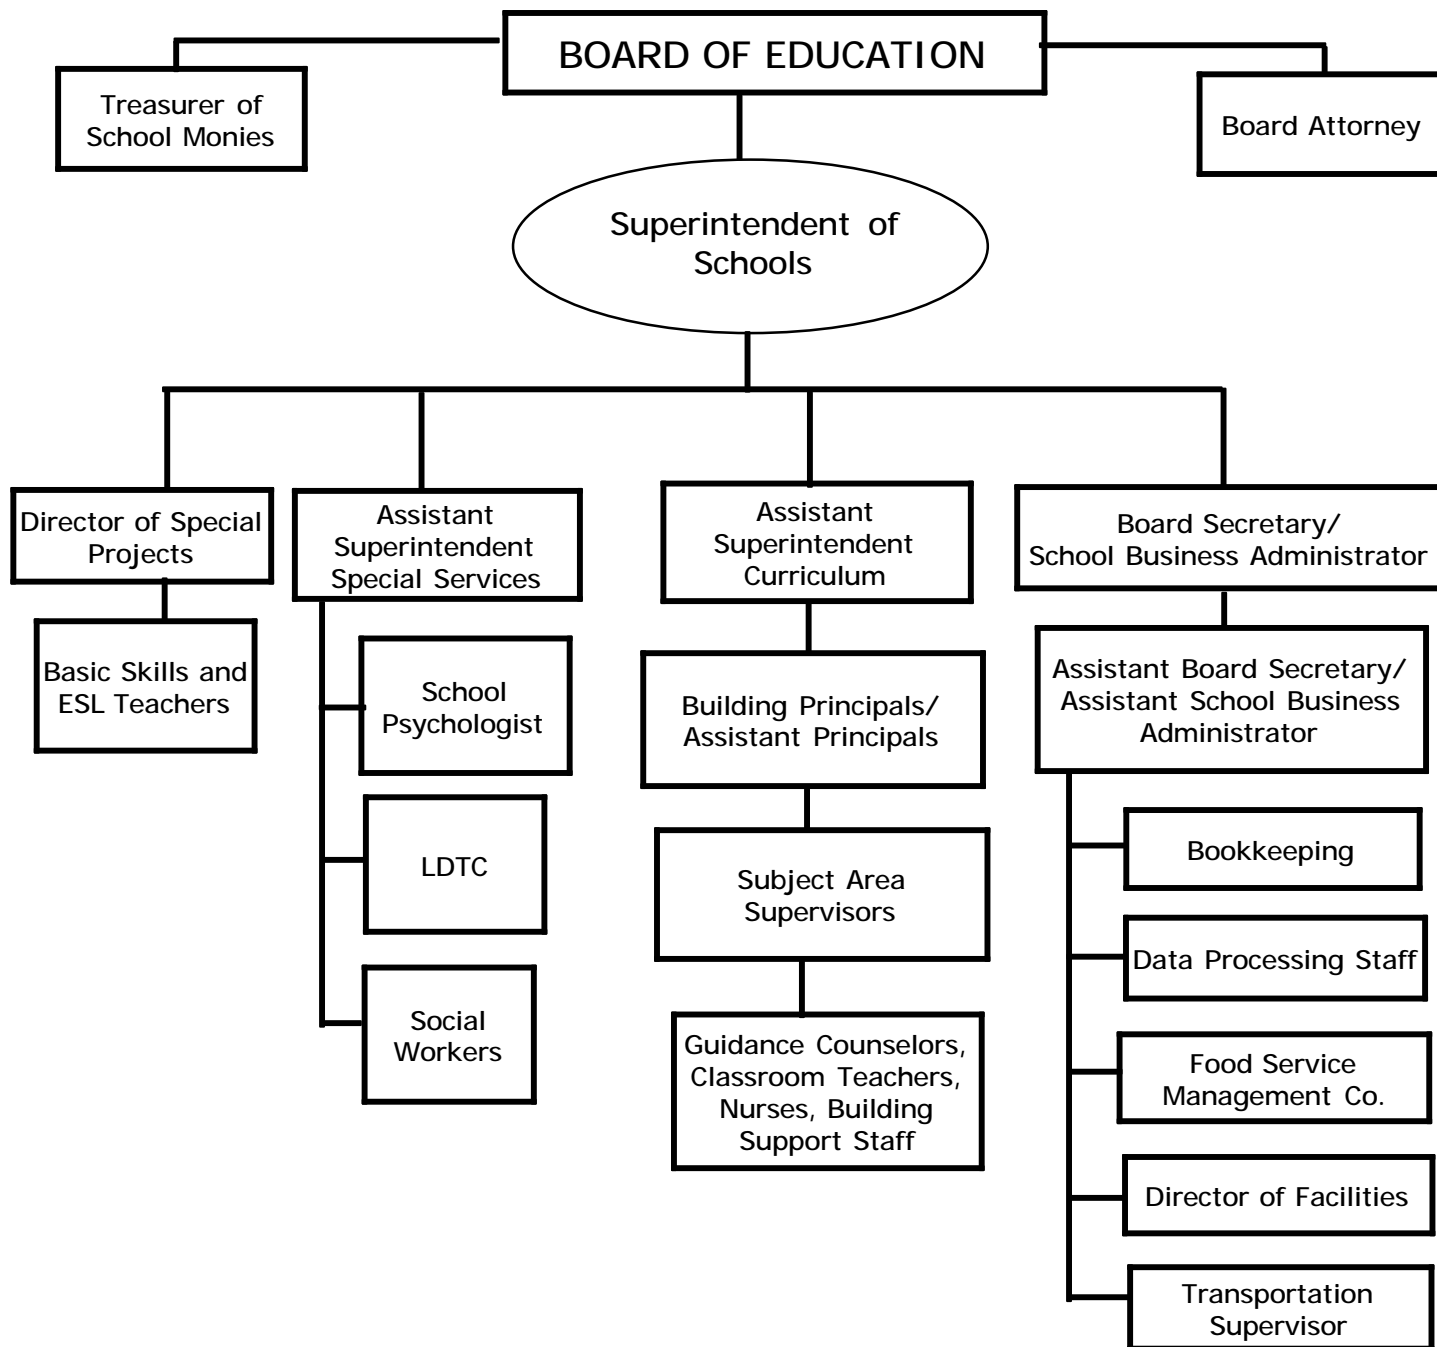 BOARD OF EDUCATION
Treasurer of
School Monies
Board Attorney
Superintendent of
Schools
Director of Special
Projects
Assistant
Superintendent
Special Services
Assistant
Superintendent
Curriculum
Board Secretary/
School Business Administrator
Basic Skills and
ESL Teachers
School
Psychologist
LDTC
Social
Workers
Building Principals/
Assistant Principals
Subject Area
Supervisors
Guidance Counselors,
Classroom Teachers,
Nurses, Building
Support Staff
Assistant Board Secretary/
Assistant School Business
Administrator
Bookkeeping
Data Processing Staff
Food Service
Management Co.
Director of Facilities
Transportation
Supervisor